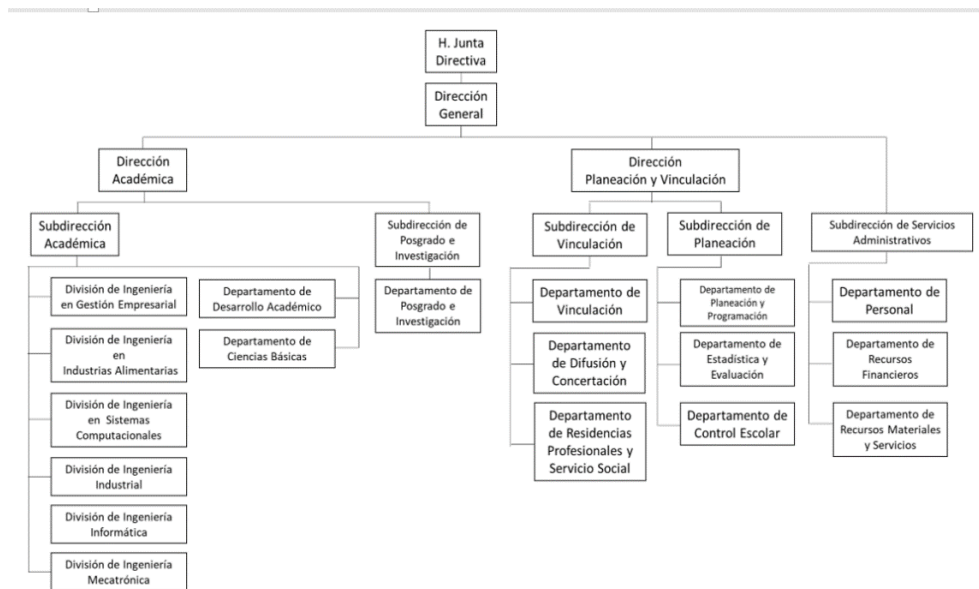 H. Junta
Directiva
Dirección
General
Dirección
Académica
Dirección
Planeación y Vinculación
Subdirección
Académica
Subdirección de
Posgrado e
Investigación
Subdirección de
Vinculación
Subdirección
de Planeación
Subdirección de Servicios
Administrativos
División de Ingeniería
en Gestión Empresarial
División de Ingeniería
en
Industrias Alimentarias
División de Ingeniería
en Sistemas
Computacionales
División de Ingeniería
Industrial
División de Ingeniería
Informática
División de Ingeniería
Mecatrónica
Departamento de
Desarrollo Académico
Departamento de
Ciencias Básicas
Departamento de
Posgrado e
Investigación
Departamento de
Vinculación
Departamento
de Difusión y
Concertación
Departamento
de Residencias
Profesionales y
Servicio Social
Departamento de
Planeación y
Programación
Departamento de
Estadística y
Evaluación
Departamento de
Control Escolar
Departamento de
Personal
Departamento de
Recursos
Financieros
Departamento de
Recursos Materiales
y Servicios